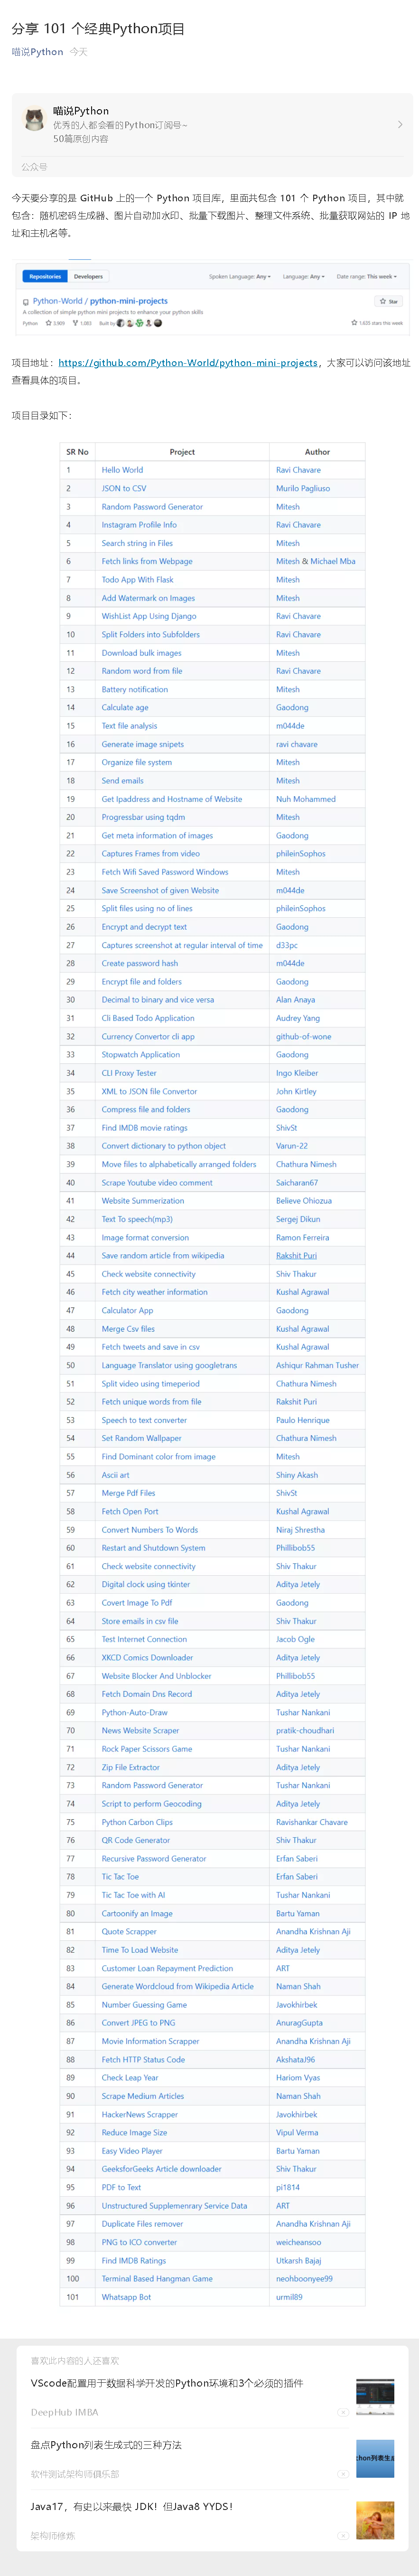 分享 101 个经典Python项目
喵说Python 今天
喵说Python
优秀的人都会看的Python订阅号~
50篇原创内容
公众号
今天要分享的是 GitHub 上的一个 Python 项目库，里面共包含 101 个 Python 项目，其中就
包含：随机密码生成器、图片自动加水印、批量下载图片、整理文件系统、批量获取网站的 IP 地
址和主机名等。
Repositories Developers Spoken Language: Any Language: Any Date range: This week
Python-World / python-mini-projects Star
A collection of simple python mini projects to enhance your python skills
Python 3,909 1,083 Built by 1,635 stars this week
项目地址：https://github.com/Python-World/python-mini-projects，大家可以访问该地址
查看具体的项目。
项目目录如下：
SR No Project Author
1 Hello World Ravi Chavare
2 JSON to CSV Murilo Pagliuso
3 Random Password Generator Mitesh
4 Instagram Profile Info Ravi Chavare
5 Search string in Files Mitesh
6 Fetch links from Webpage Mitesh & Michael Mba
7 Todo App With Flask Mitesh
8 Add Watermark on Images Mitesh
9 WishList App Using Django Ravi Chavare
10 Split Folders into Subfolders Ravi Chavare
11 Download bulk images Mitesh
12 Random word from file Ravi Chavare
13 Battery notification Mitesh
14 Calculate age Gaodong
15 Text file analysis m044de
16 Generate image snipets ravi chavare
17 Organize file system Mitesh
18 Send emails Mitesh
19 Get Ipaddress and Hostname of Website Nuh Mohammed
20 Progressbar using tqdm Mitesh
21 Get meta information of images Gaodong
22 Captures Frames from video phileinSophos
23 Fetch Wifi Saved Password Windows Mitesh
24 Save Screenshot of given Website m044de
25 Split files using no of lines phileinSophos
26 Encrypt and decrypt text Gaodong
27 Captures screenshot at regular interval of time d33pc
28 Create password hash m044de
29 Encrypt file and folders Gaodong
30 Decimal to binary and vice versa Alan Anaya
31 Cli Based Todo Application Audrey Yang
32 Currency Convertor cli app github-of-wone
33 Stopwatch Application Gaodong
34 CLI Proxy Tester Ingo Kleiber
35 XML to JSON file Convertor John Kirtley
36 Compress file and folders Gaodong
37 Find IMDB movie ratings ShivSt
38 Convert dictionary to python object Varun-22
39 Move files to alphabetically arranged folders Chathura Nimesh
40 Scrape Youtube video comment Saicharan67
41 Website Summerization Believe Ohiozua
42 Text To speech(mp3) Sergej Dikun
43 Image format conversion Ramon Ferreira
44 Save random article from wikipedia Rakshit Puri
45 Check website connectivity Shiv Thakur
46 Fetch city weather information Kushal Agrawal
47 Calculator App Gaodong
48 Merge Csv files Kushal Agrawal
49 Fetch tweets and save in csv Kushal Agrawal
50 Language Translator using googletrans Ashiqur Rahman Tusher
51 Split video using timeperiod Chathura Nimesh
52 Fetch unique words from file Rakshit Puri
53 Speech to text converter Paulo Henrique
54 Set Random Wallpaper Chathura Nimesh
55 Find Dominant color from image Mitesh
56 Ascii art Shiny Akash
57 Merge Pdf Files ShivSt
58 Fetch Open Port Kushal Agrawal
59 Convert Numbers To Words Niraj Shrestha
60 Restart and Shutdown System Phillibob55
61 Check website connectivity Shiv Thakur
62 Digital clock using tkinter Aditya Jetely
63 Covert Image To Pdf Gaodong
64 Store emails in csv file Shiv Thakur
65 Test Internet Connection Jacob Ogle
66 XKCD Comics Downloader Aditya Jetely
67 Website Blocker And Unblocker Phillibob55
68 Fetch Domain Dns Record Aditya Jetely
69 Python-Auto-Draw Tushar Nankani
70 News Website Scraper pratik-choudhari
71 Rock Paper Scissors Game Tushar Nankani
72 Zip File Extractor Aditya Jetely
73 Random Password Generator Tushar Nankani
74 Script to perform Geocoding Aditya Jetely
75 Python Carbon Clips Ravishankar Chavare
76 QR Code Generator Shiv Thakur
77 Recursive Password Generator Erfan Saberi
78 Tic Tac Toe Erfan Saberi
79 Tic Tac Toe with AI Tushar Nankani
80 Cartoonify an Image Bartu Yaman
81 Quote Scrapper Anandha Krishnan Aji
82 Time To Load Website Aditya Jetely
83 Customer Loan Repayment Prediction ART
84 Generate Wordcloud from Wikipedia Article Naman Shah
85 Number Guessing Game Javokhirbek
86 Convert JPEG to PNG AnuragGupta
87 Movie Information Scrapper Anandha Krishnan Aji
88 Fetch HTTP Status Code AkshataJ96
89 Check Leap Year Hariom Vyas
90 Scrape Medium Articles Naman Shah
91 HackerNews Scrapper Javokhirbek
92 Reduce Image Size Vipul Verma
93 Easy Video Player Bartu Yaman
94 GeeksforGeeks Article downloader Shiv Thakur
95 PDF to Text pi1814
96 Unstructured Supplemenrary Service Data ART
97 Duplicate Files remover Anandha Krishnan Aji
98 PNG to ICO converter weicheansoo
99 Find IMDB Ratings Utkarsh Bajaj
100 Terminal Based Hangman Game neohboonyee99
101 Whatsapp Bot urmil89
喜欢此内容的人还喜欢
VScode配置用于数据科学开发的Python环境和3个必须的插件
DeepHub IMBA
盘点Python列表生成式的三种方法
hon列表生成
软件测试架构师俱乐部
Java17，有史以来最快 JDK！但Java8 YYDS！
架构师修炼